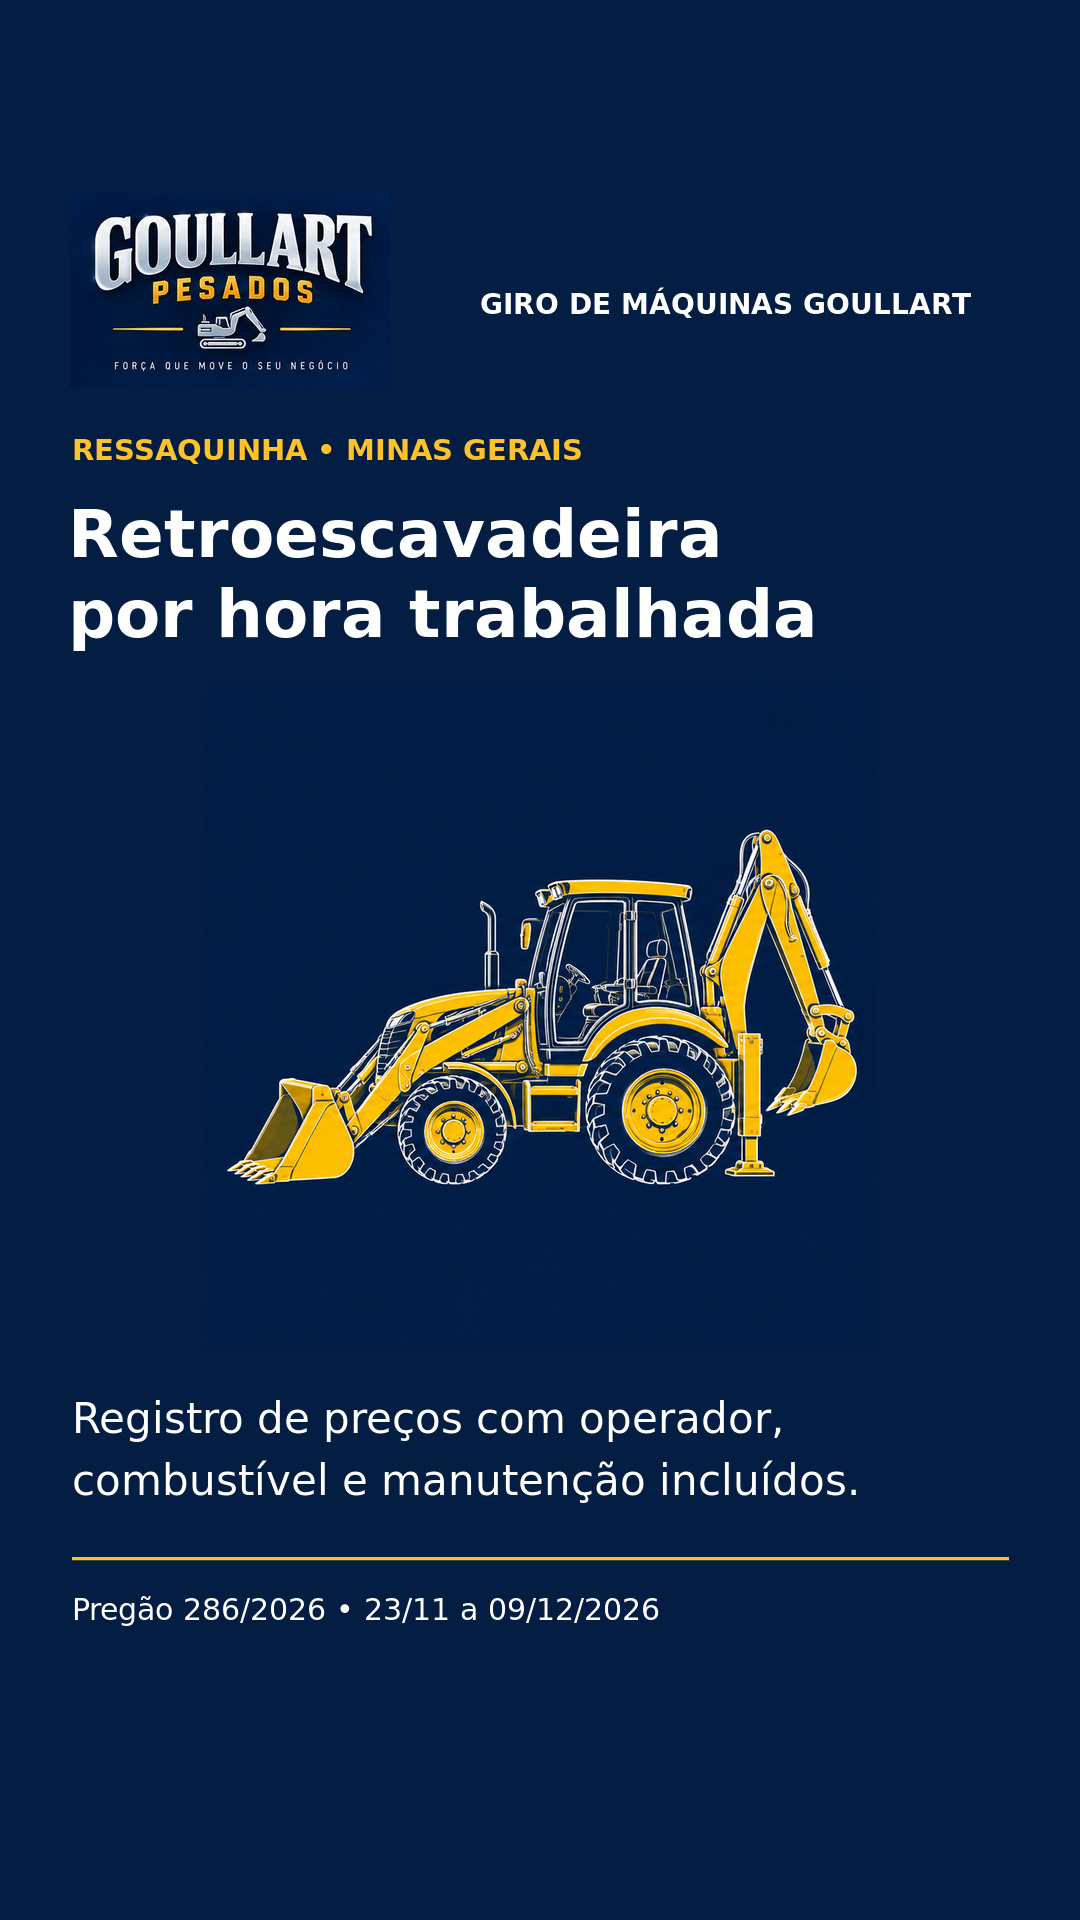 GOULLART
PESADOS
FORÇA QUE MOVE O SEU NEGÓCIO
GIRO DE MÁQUINAS GOULLART
RESSAQUINHA • MINAS GERAIS
Retroescavadeira
por hora trabalhada
Registro de preços com operador,
combustível e manutenção incluídos.
Pregão 286/2026 • 23/11 a 09/12/2026